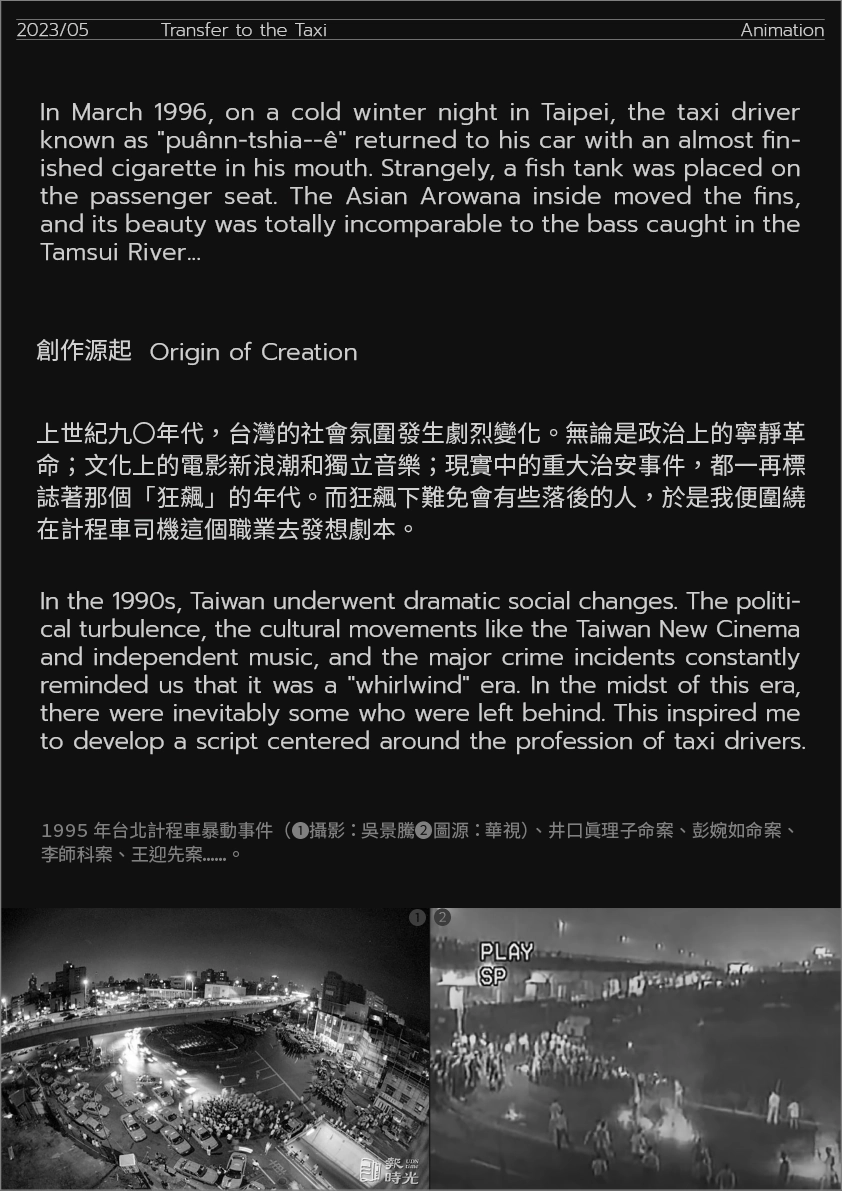 2023/05 Transfer to the Taxi Animation
In March 1996, on a cold winter night in Taipei, the taxi driver
known as "puânn-tshia--ê" returned to his car with an almost fin-
ished cigarette in his mouth. Strangely, a fish tank was placed on
the passenger seat. The Asian Arowana inside moved the fins,
and its beauty was totally incomparable to the bass caught in the
Tamsui River...
創作源起 Origin of Creation
上世紀九〇年代，台灣的社會氛圍發生劇烈變化。無論是政治上的寧靜革
命；文化上的電影新浪潮和獨立音樂；現實中的重大治安事件，都一再標
誌著那個「狂飆」的年代。而狂飆下難免會有些落後的人，於是我便圍繞
在計程車司機這個職業去發想劇本。
In the 1990s, Taiwan underwent dramatic social changes. The politi-
cal turbulence, the cultural movements like the Taiwan New Cinema
and independent music, and the major crime incidents constantly
reminded us that it was a "whirlwind" era. In the midst of this era,
there were inevitably some who were left behind. This inspired me
to develop a script centered around the profession of taxi drivers.
1995 年台北計程車暴動事件（❶攝影：吳景騰❷圖源：華視）、井口眞理子命案、彭婉如命案、
李師科案、王迎先案……。
1 2
PLAY
SP
報 UDN
time
時光